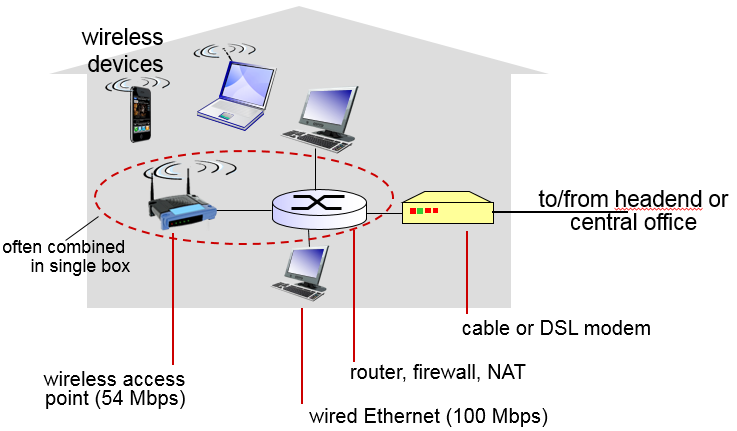 wireless
devices
to/from headend or
central office
often combined
in single box
cable or DSL modem
wireless access
point (54 Mbps)
router, firewall, NAT
wired Ethernet (100 Mbps)